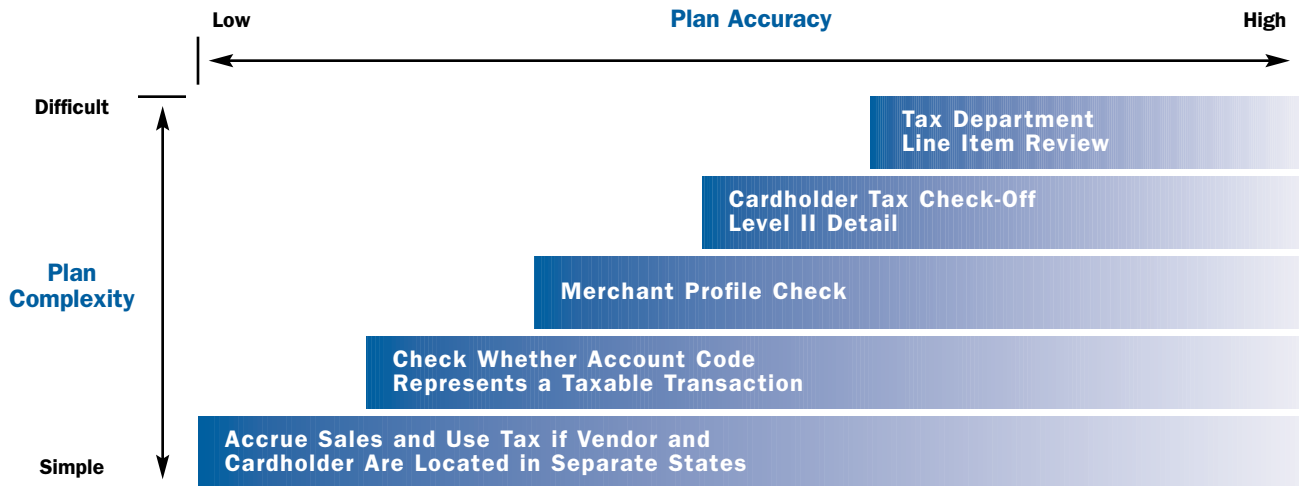 Low
Plan Accuracy
High
Difficult
Tax Department
Line Item Review
Cardholder Tax Check-Off
Level II Detail
Plan
Complexity
Merchant Profile Check
Check Whether Account Code
Represents a Taxable Transaction
Accrue Sales and Use Tax if Vendor and
Cardholder Are Located in Separate States
Simple